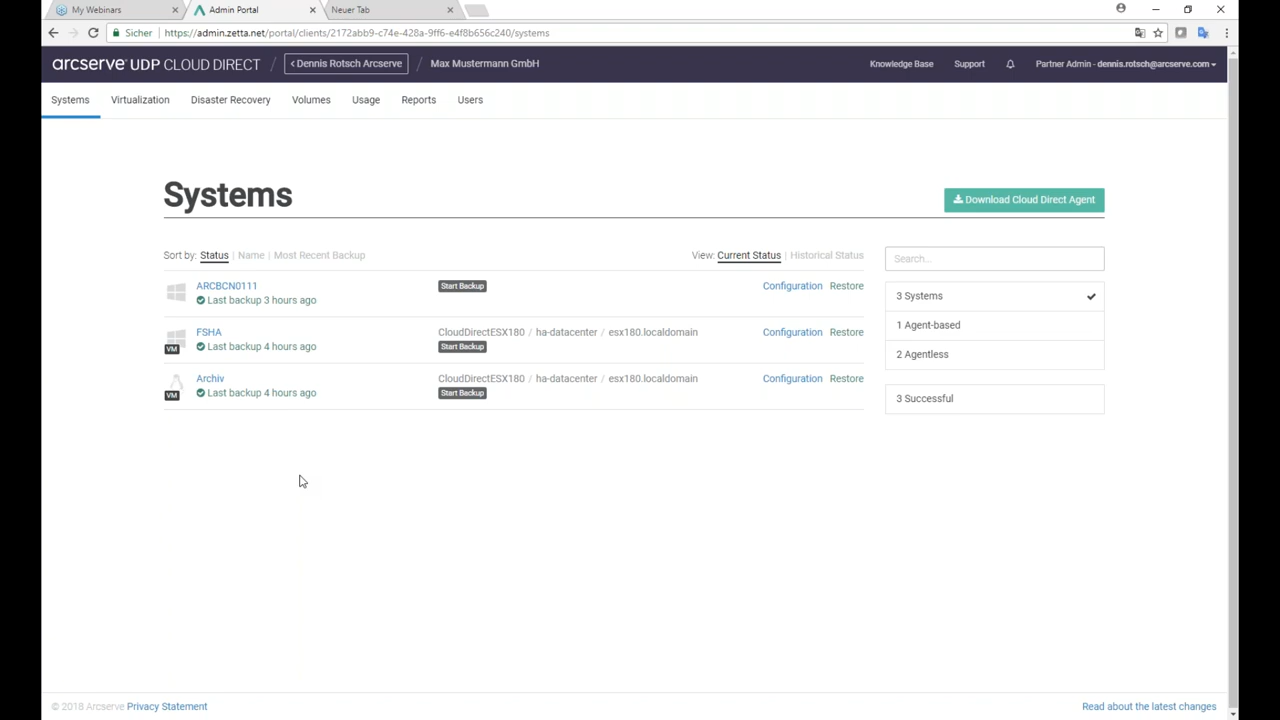 My Webinars
Admin Portal
Neuer Tab
Sicher https://admin.zetta.net/portal/clients/2172abb9-c74e-428a-9ff6-e4f8b656c240/systems
arcserve UDP CLOUD DIRECT / < Dennis Rotsch Arcserve / Max Mustermann GmbH
Knowledge Base Support Partner Admin - dennis.rotsch@arcserve.com
Systems Virtualization Disaster Recovery Volumes Usage Reports Users
Systems
Download Cloud Direct Agent
Sort by: Status | Name | Most Recent Backup
View: Current Status | Historical Status
Search...
ARCBCN0111 Start Backup Configuration Restore
Last backup 3 hours ago
FSHA CloudDirectESX180 / ha-datacenter / esx180.localdomain Configuration Restore
VM Last backup 4 hours ago Start Backup
Archiv CloudDirectESX180 / ha-datacenter / esx180.localdomain Configuration Restore
VM Last backup 4 hours ago Start Backup
3 Systems
1 Agent-based
2 Agentless
3 Successful
© 2018 Arcserve Privacy Statement
Read about the latest changes